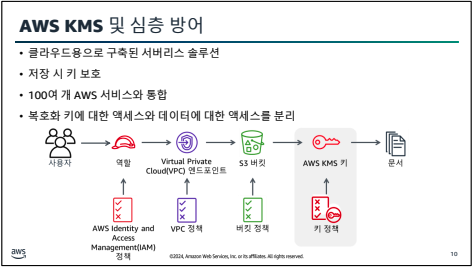 AWS KMS 및 심층 방어
• 클라우드용으로 구축된 서버리스 솔루션
• 저장 시 키 보호
• 100여 개 AWS 서비스와 통합
• 복호화 키에 대한 액세스와 데이터에 대한 액세스를 분리
사용자
역할
Virtual Private
Cloud(VPC) 엔드포인트
S3 버킷
AWS KMS 키
문서
AWS Identity and
Access
Management(IAM)
정책
VPC 정책
버킷 정책
키 정책
aws
©2024, Amazon Web Services, Inc. or its affiliates. All rights reserved.
10